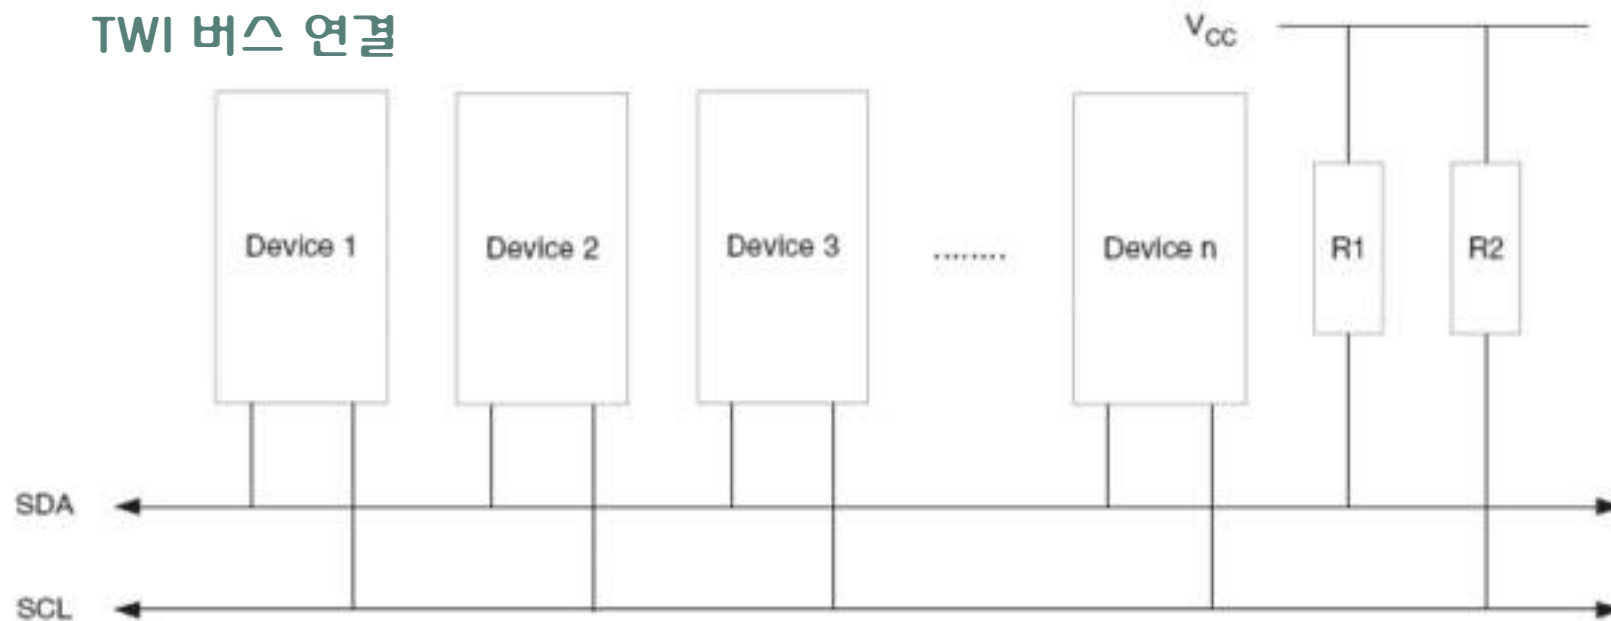 TWI 버스 연결
VCC
Device 1
Device 2
Device 3
........
Device n
R1
R2
SDA
SCL